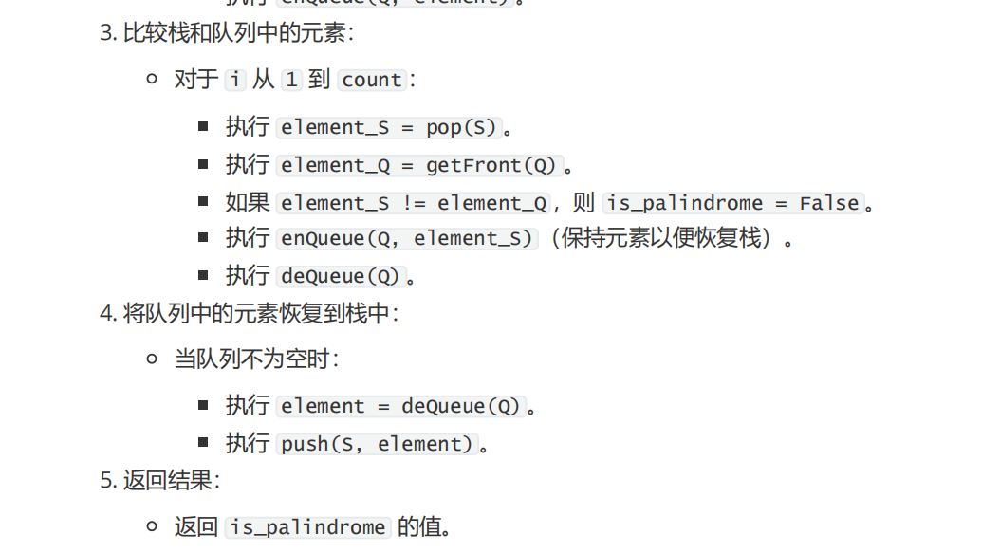 执行 enQueue(Q, element)。
3. 比较栈和队列中的元素：
对于 i 从 1 到 count：
执行 element_S = pop(S)。
执行 element_Q = getFront(Q)。
如果 element_S != element_Q，则 is_palindrome = False。
执行 enQueue(Q, element_S)（保持元素以便恢复栈）。
执行 deQueue(Q)。
4. 将队列中的元素恢复到栈中：
当队列不为空时：
执行 element = deQueue(Q)。
执行 push(S, element)。
5. 返回结果：
返回 is_palindrome 的值。